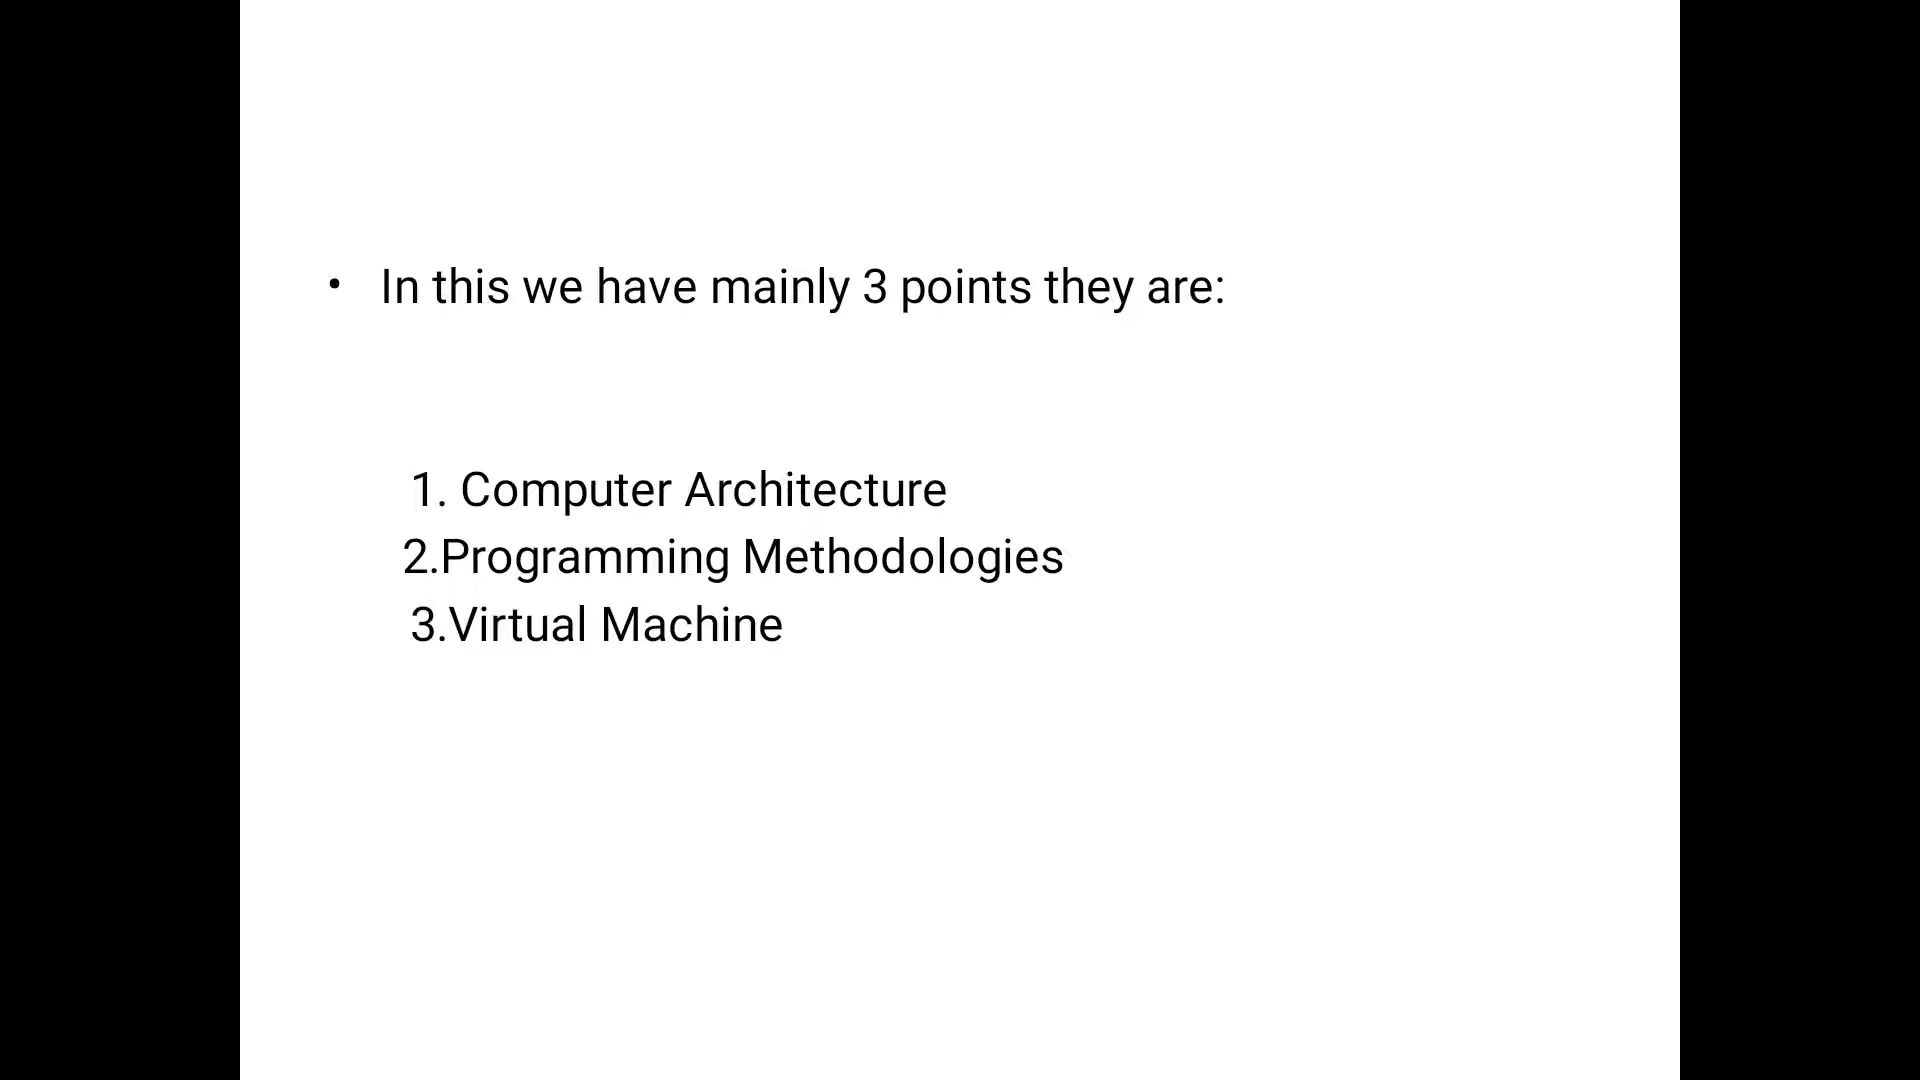 • In this we have mainly 3 points they are:
1. Computer Architecture
2.Programming Methodologies
3.Virtual Machine